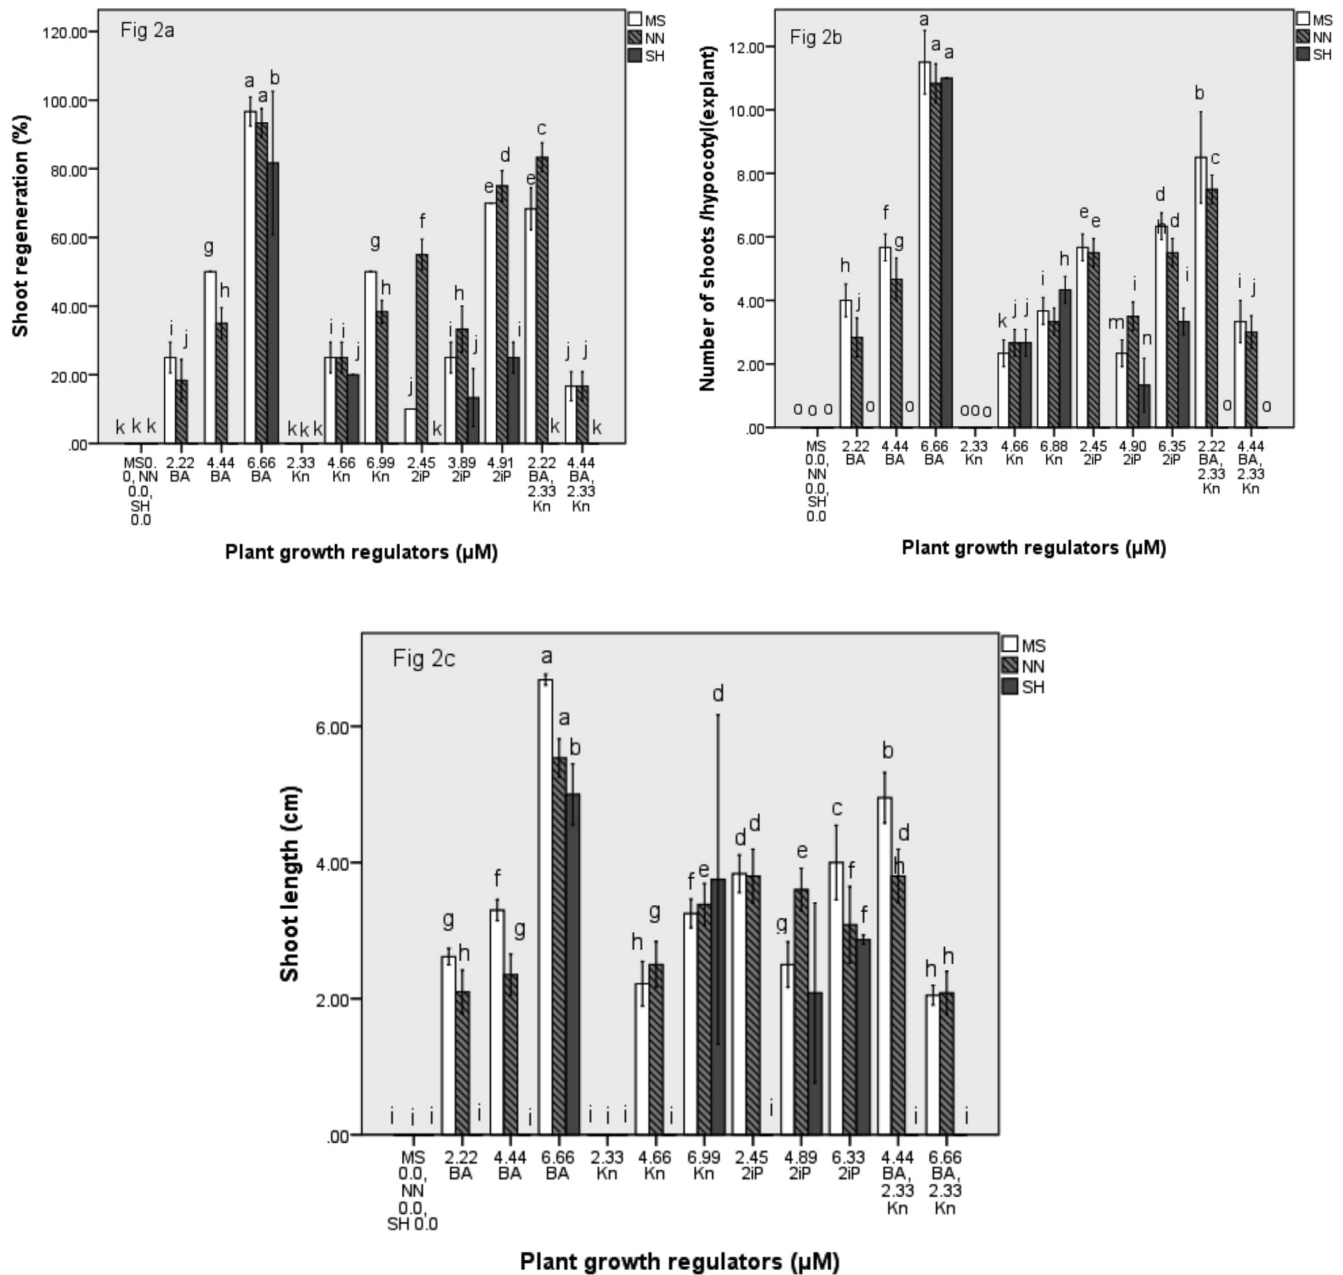 Fig 2a
MS
NN
SH
120.00
100.00
80.00
60.00
40.00
20.00
.00
Shoot regeneration (%)
k k k i j g h a a b k k k i i j g h j f k i h j e d i e c k j j k
MS0.
0, NN
0.0,
SH
0.0
2.22
BA
4.44
BA
6.66
BA
2.33
Kn
4.66
Kn
6.99
Kn
2.45
2iP
3.89
2iP
4.91
2iP
2.22
BA,
2.33
Kn
4.44
BA,
2.33
Kn
Plant growth regulators (µM)
Fig 2b
MS
NN
SH
12.00
10.00
8.00
6.00
4.00
2.00
.00
Number of shoots /hypocotyl(explant)
o o o h j o f g o a a a o o o k j j i i h e e m i n d d i b c o i j o
MS
0.0,
NN
0.0,
SH
0.0
2.22
BA
4.44
BA
6.66
BA
2.33
Kn
4.66
Kn
6.88
Kn
2.45
2iP
4.90
2iP
6.35
2iP
2.22
BA,
2.33
Kn
4.44
BA,
2.33
Kn
Plant growth regulators (µM)
Fig 2c
MS
NN
SH
6.00
4.00
2.00
.00
Shoot length (cm)
i i i g h i f g i a a b i i i h g i f e d d d i g e c f f b d h i h h i
MS
0.0,
NN
0.0,
SH 0.0
2.22
BA
4.44
BA
6.66
BA
2.33
Kn
4.66
Kn
6.99
Kn
2.45
2iP
4.89
2iP
6.33
2iP
4.44
BA,
2.33
Kn
6.66
BA,
2.33
Kn
Plant growth regulators (µM)